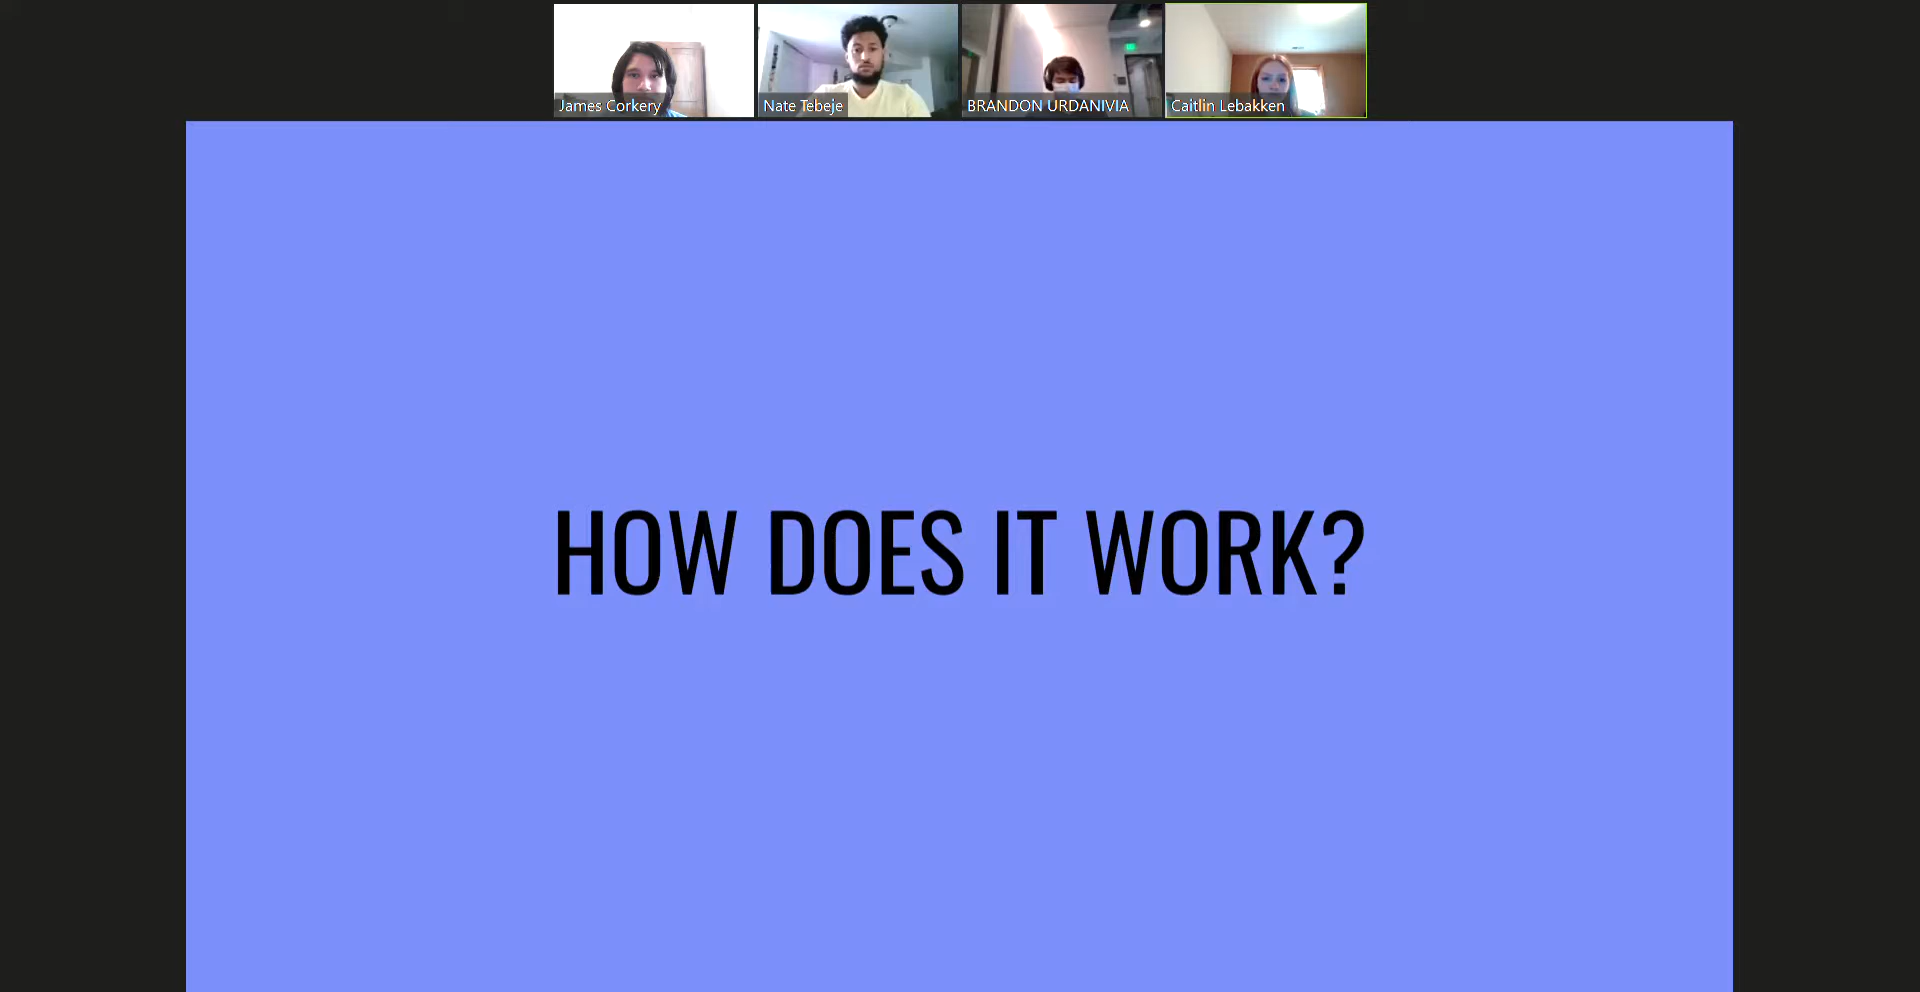 James Corkery
Nate Tebeje
BRANDON URDANIVIA
Caitlin Lebakken
HOW DOES IT WORK?